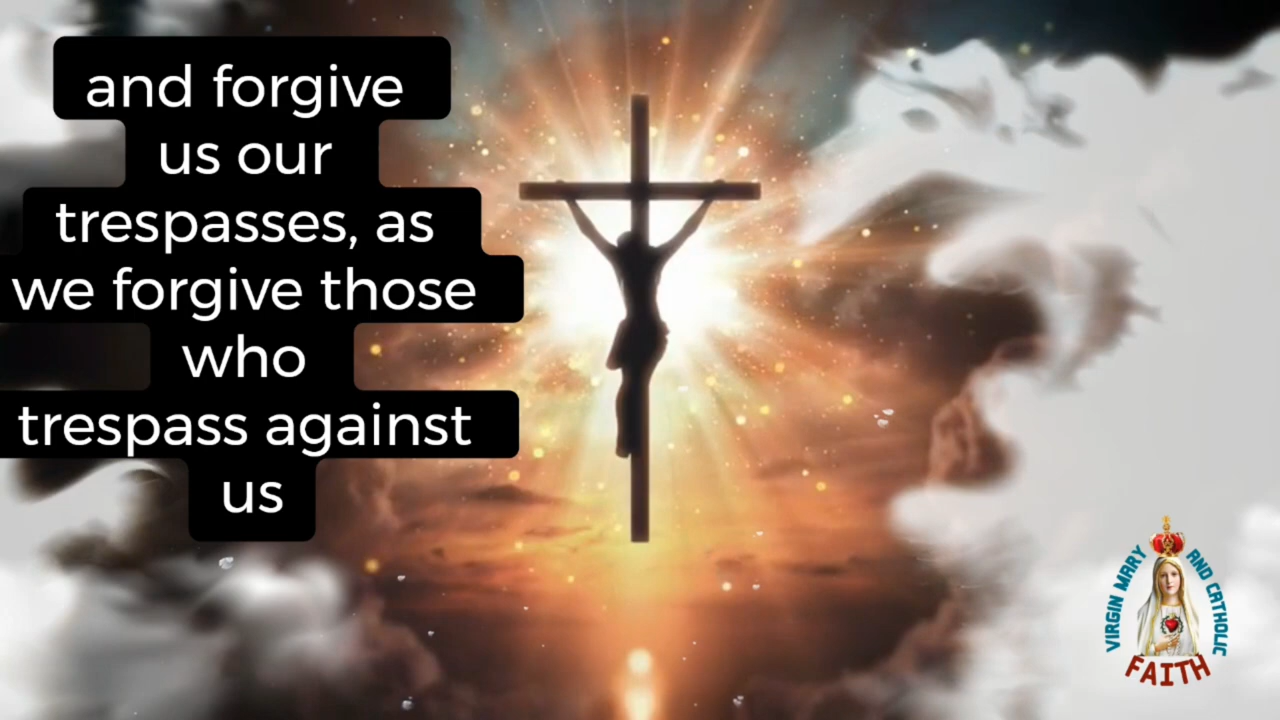 and forgive
us our
trespasses, as
we forgive those
who
trespass against
us
VIRGIN MARY AND CATHOLIC
FAITH